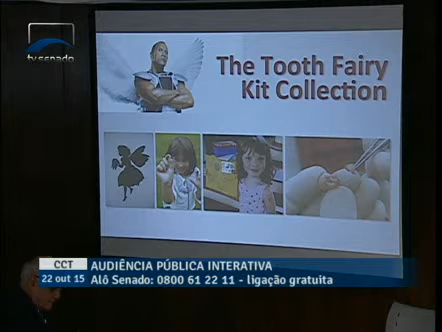 tv senado
The Tooth Fairy
Kit Collection
CCT
AUDIÊNCIA PÚBLICA INTERATIVA
22 out 15
Alô Senado: 0800 61 22 11 - ligação gratuita